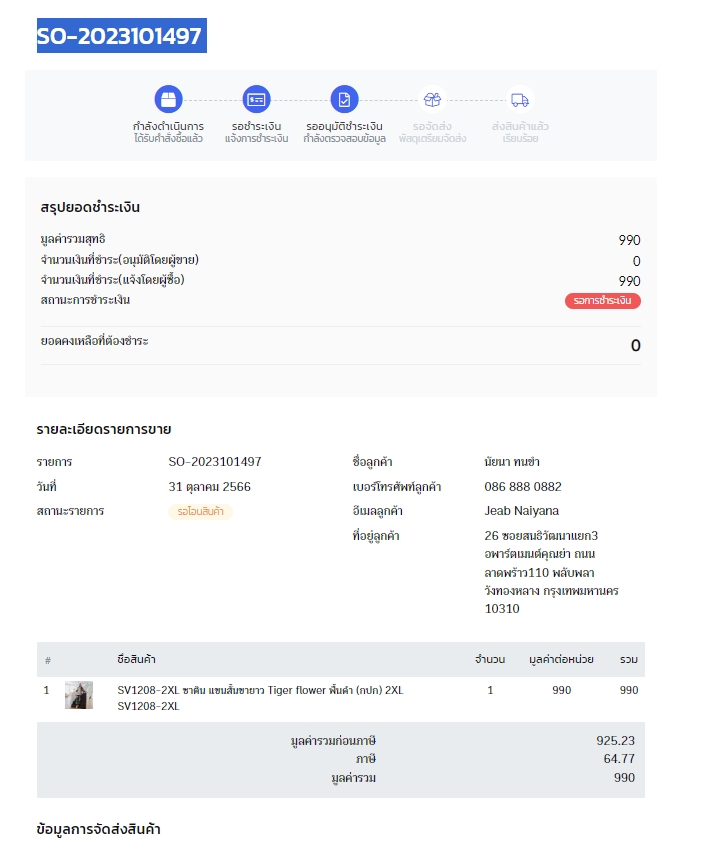 SO-2023101497
กำลังดำเนินการ
ได้รับคำสั่งซื้อแล้ว
รอชำระเงิน
แจ้งการชำระเงิน
รออนุมัติชำระเงิน
กำลังตรวจสอบข้อมูล
รอจัดส่ง
พัสดุเตรียมจัดส่ง
ส่งสินค้าแล้ว
เรียบร้อย
สรุปยอดชำระเงิน
มูลค่ารวมสุทธิ 990
จำนวนเงินที่ชำระ(อนุมัติโดยผู้ขาย) 0
จำนวนเงินที่ชำระ(แจ้งโดยผู้ซื้อ) 990
สถานะการชำระเงิน รอการชำระเงิน
ยอดคงเหลือที่ต้องชำระ 0
รายละเอียดรายการขาย
รายการ SO-2023101497
วันที่ 31 ตุลาคม 2566
สถานะรายการ รอโอนสินค้า
ชื่อลูกค้า นัยนา ทนขำ
เบอร์โทรศัพท์ลูกค้า 086 888 0882
อีเมลลูกค้า Jeab Naiyana
ที่อยู่ลูกค้า 26 ซอยสนธิวัฒนาแยก3
อพาร์ตเมนต์คุณย่า ถนน
ลาดพร้าว110 พลับพลา
วังทองหลาง กรุงเทพมหานคร
10310
# ชื่อสินค้า จำนวน มูลค่าต่อหน่วย รวม
1 SV1208-2XL ซาติน แขนสั้นขายาว Tiger flower พื้นดำ (กปก) 2XL 1 990 990
SV1208-2XL
มูลค่ารวมก่อนภาษี 925.23
ภาษี 64.77
มูลค่ารวม 990
ข้อมูลการจัดส่งสินค้า